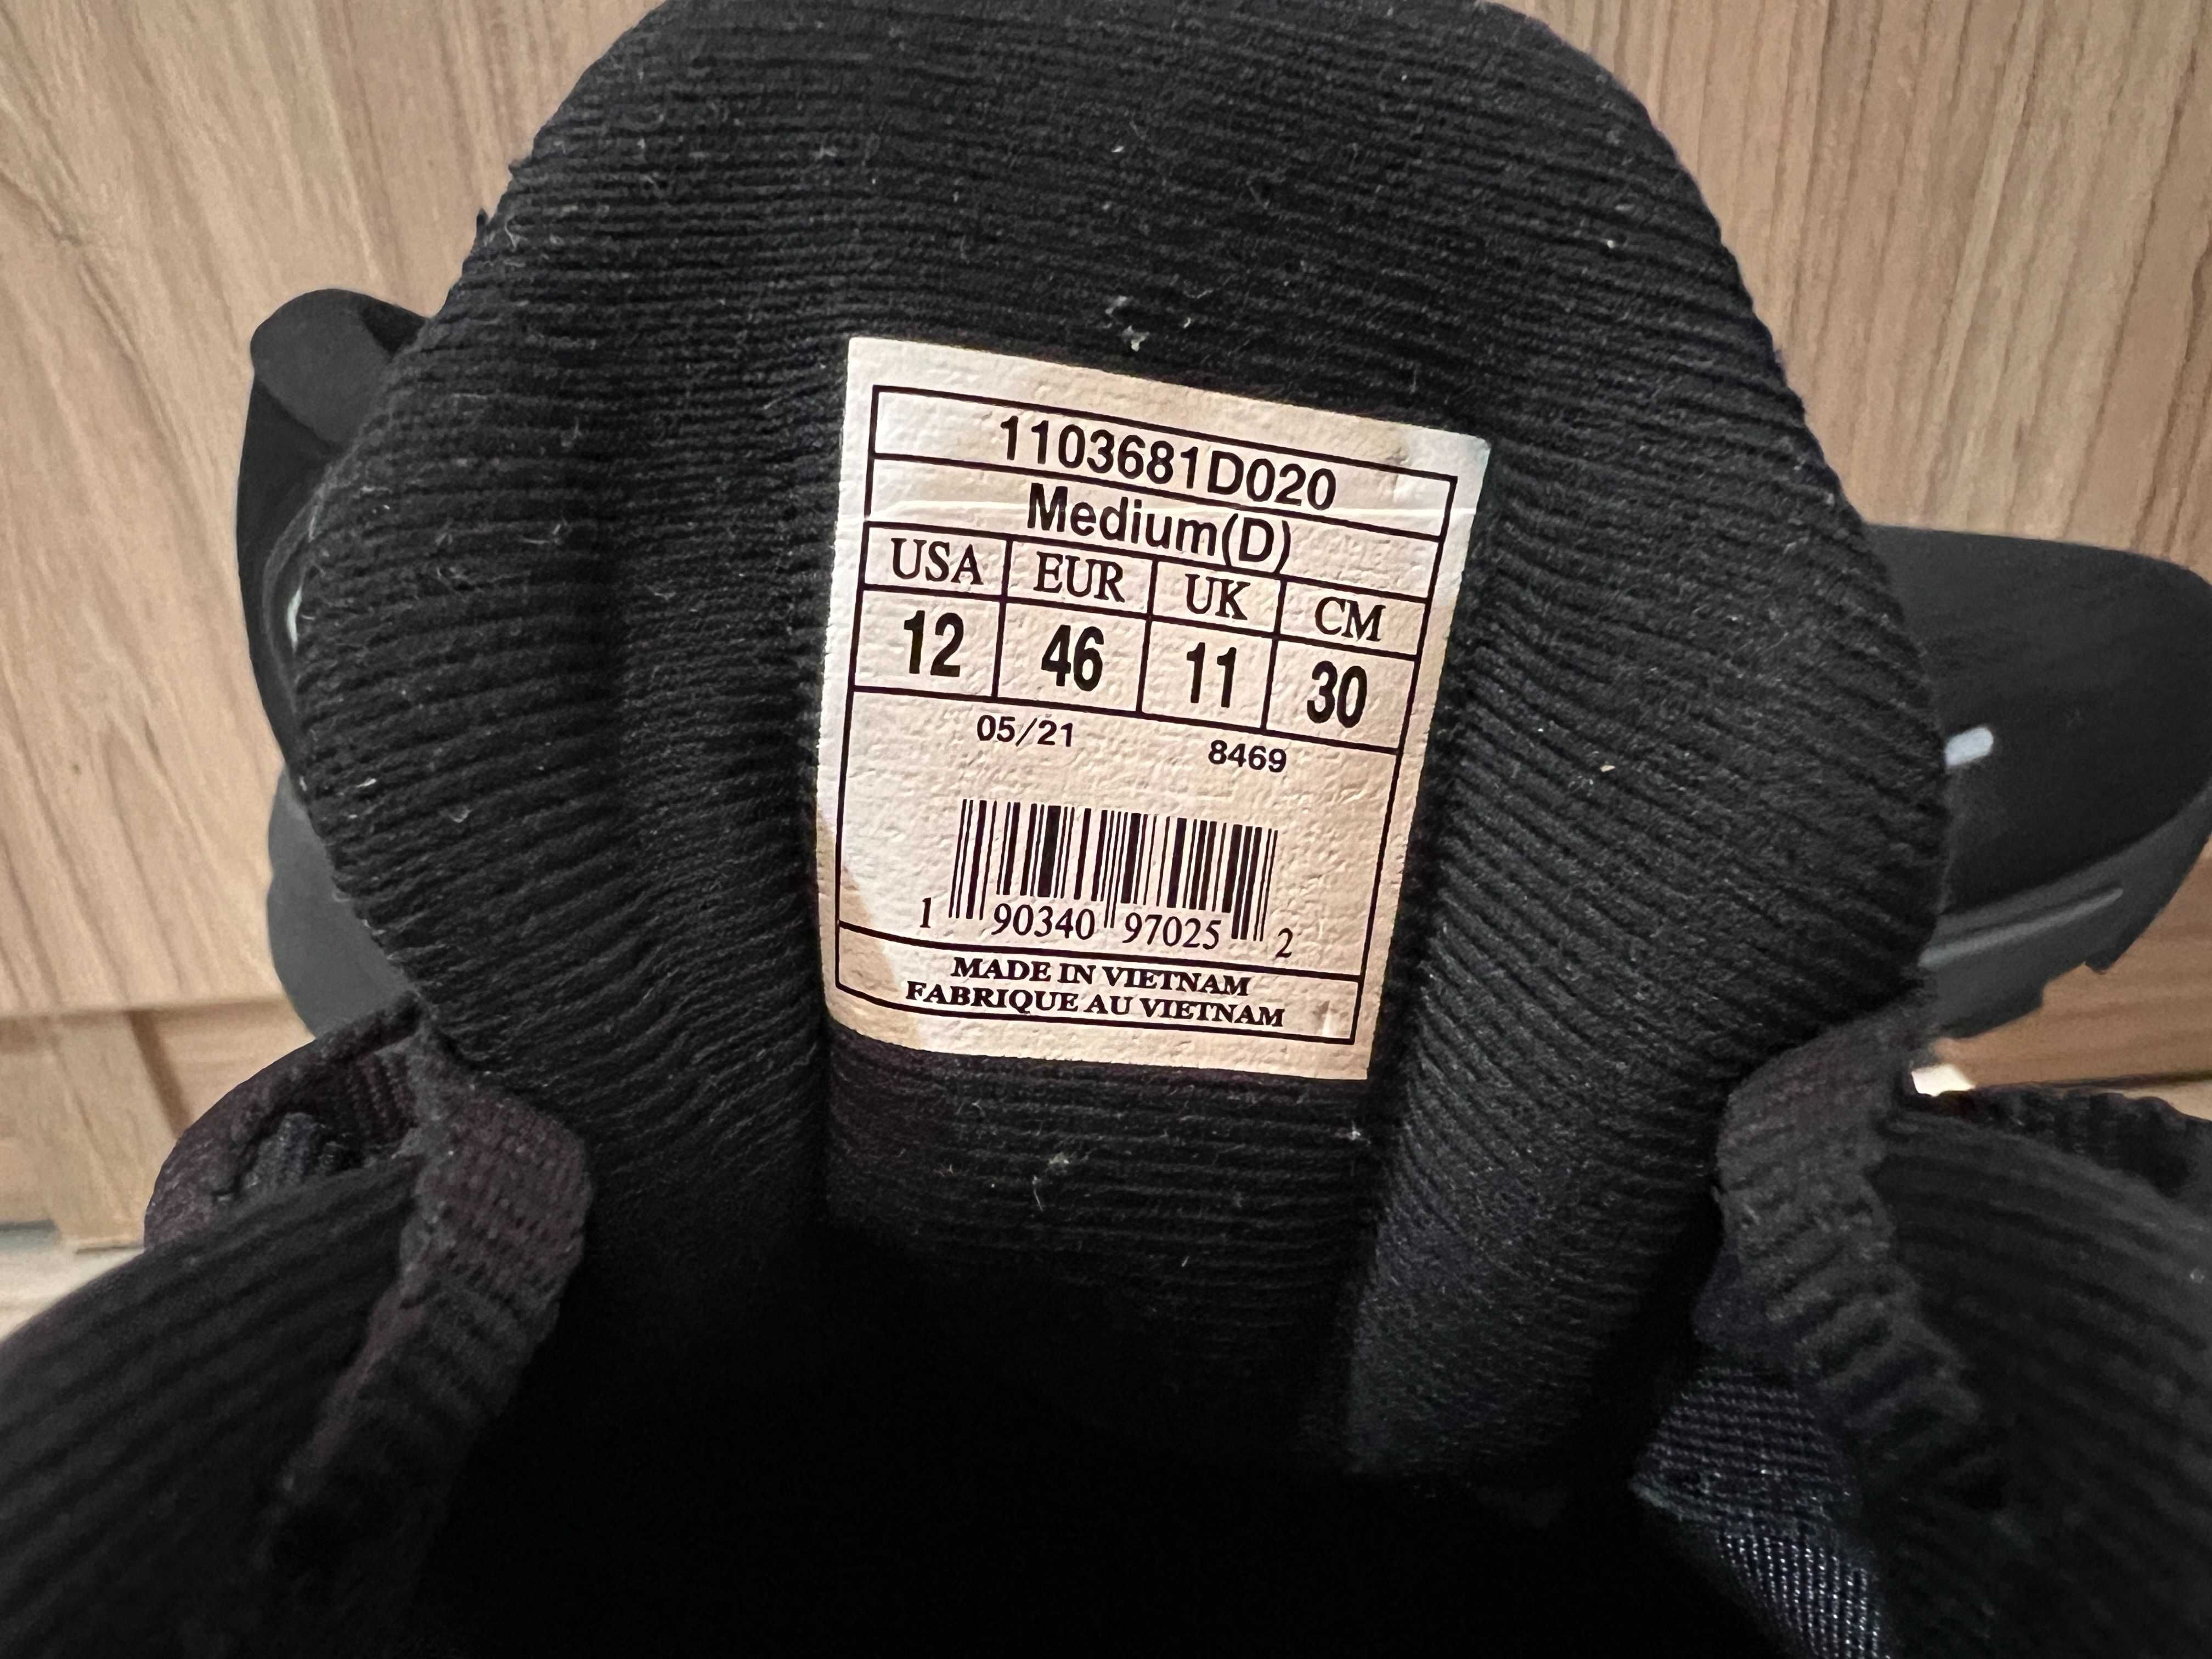 1103681D020
Medium(D)
USA EUR UK CM
12 46 11 30
05/21 8469
1 90340 97025 2
MADE IN VIETNAM
FABRIQUE AU VIETNAM